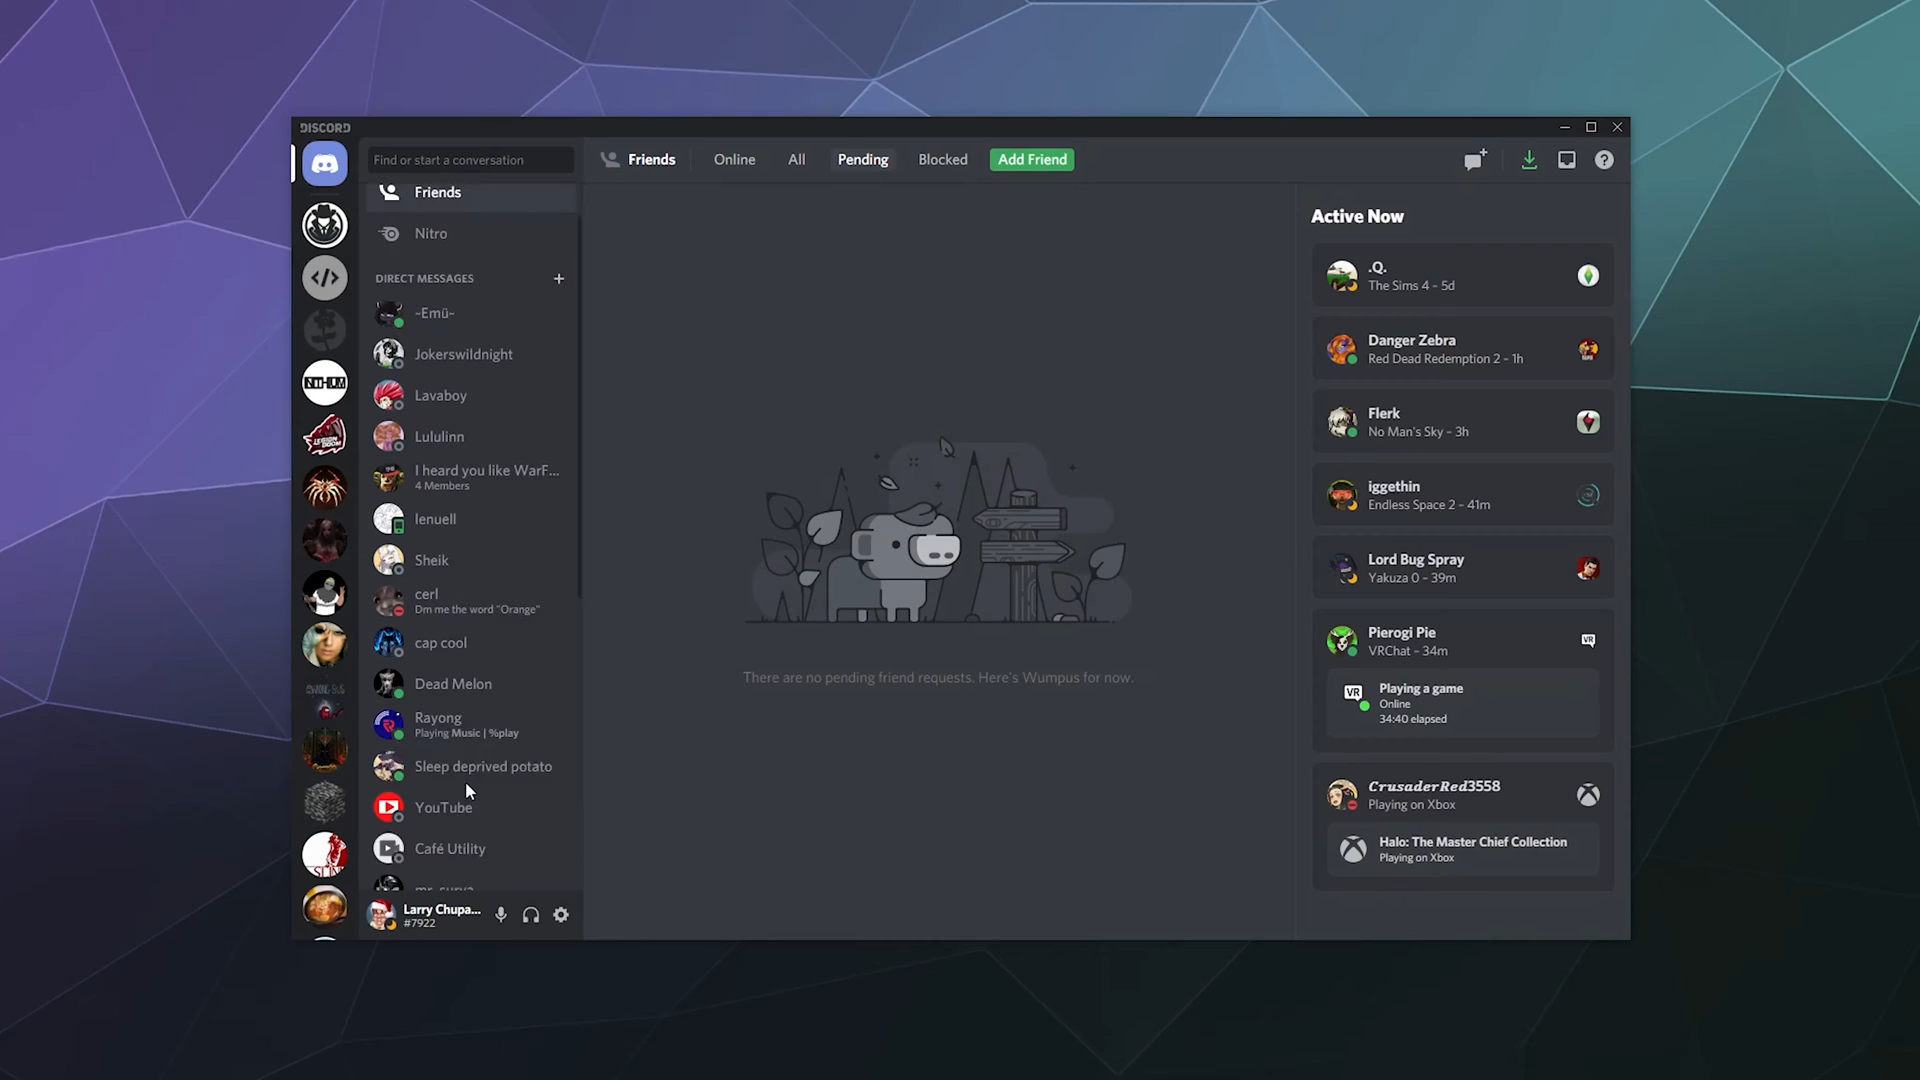 DISCORD
Find or start a conversation
Friends
Online
All
Pending
Blocked
Add Friend
Friends
Nitro
DIRECT MESSAGES
-Emü-
Jokerswildnight
Lavaboy
Lululinn
I heard you like WarF...
4 Members
lenuell
Sheik
cerl
Dm me the word "Orange"
cap cool
Dead Melon
Rayong
Playing Music | %play
Sleep deprived potato
YouTube
Café Utility
Larry Chupa...
#7922
There are no pending friend requests. Here's Wumpus for now.
Active Now
.Q.
The Sims 4 – 5d
Danger Zebra
Red Dead Redemption 2 – 1h
Flerk
No Man's Sky – 3h
iggethin
Endless Space 2 – 41m
Lord Bug Spray
Yakuza 0 – 39m
Pierogi Pie
VRChat – 34m
VR
VR
Playing a game
Online
34:40 elapsed
CrusaderRed3558
Playing on Xbox
Halo: The Master Chief Collection
Playing on Xbox